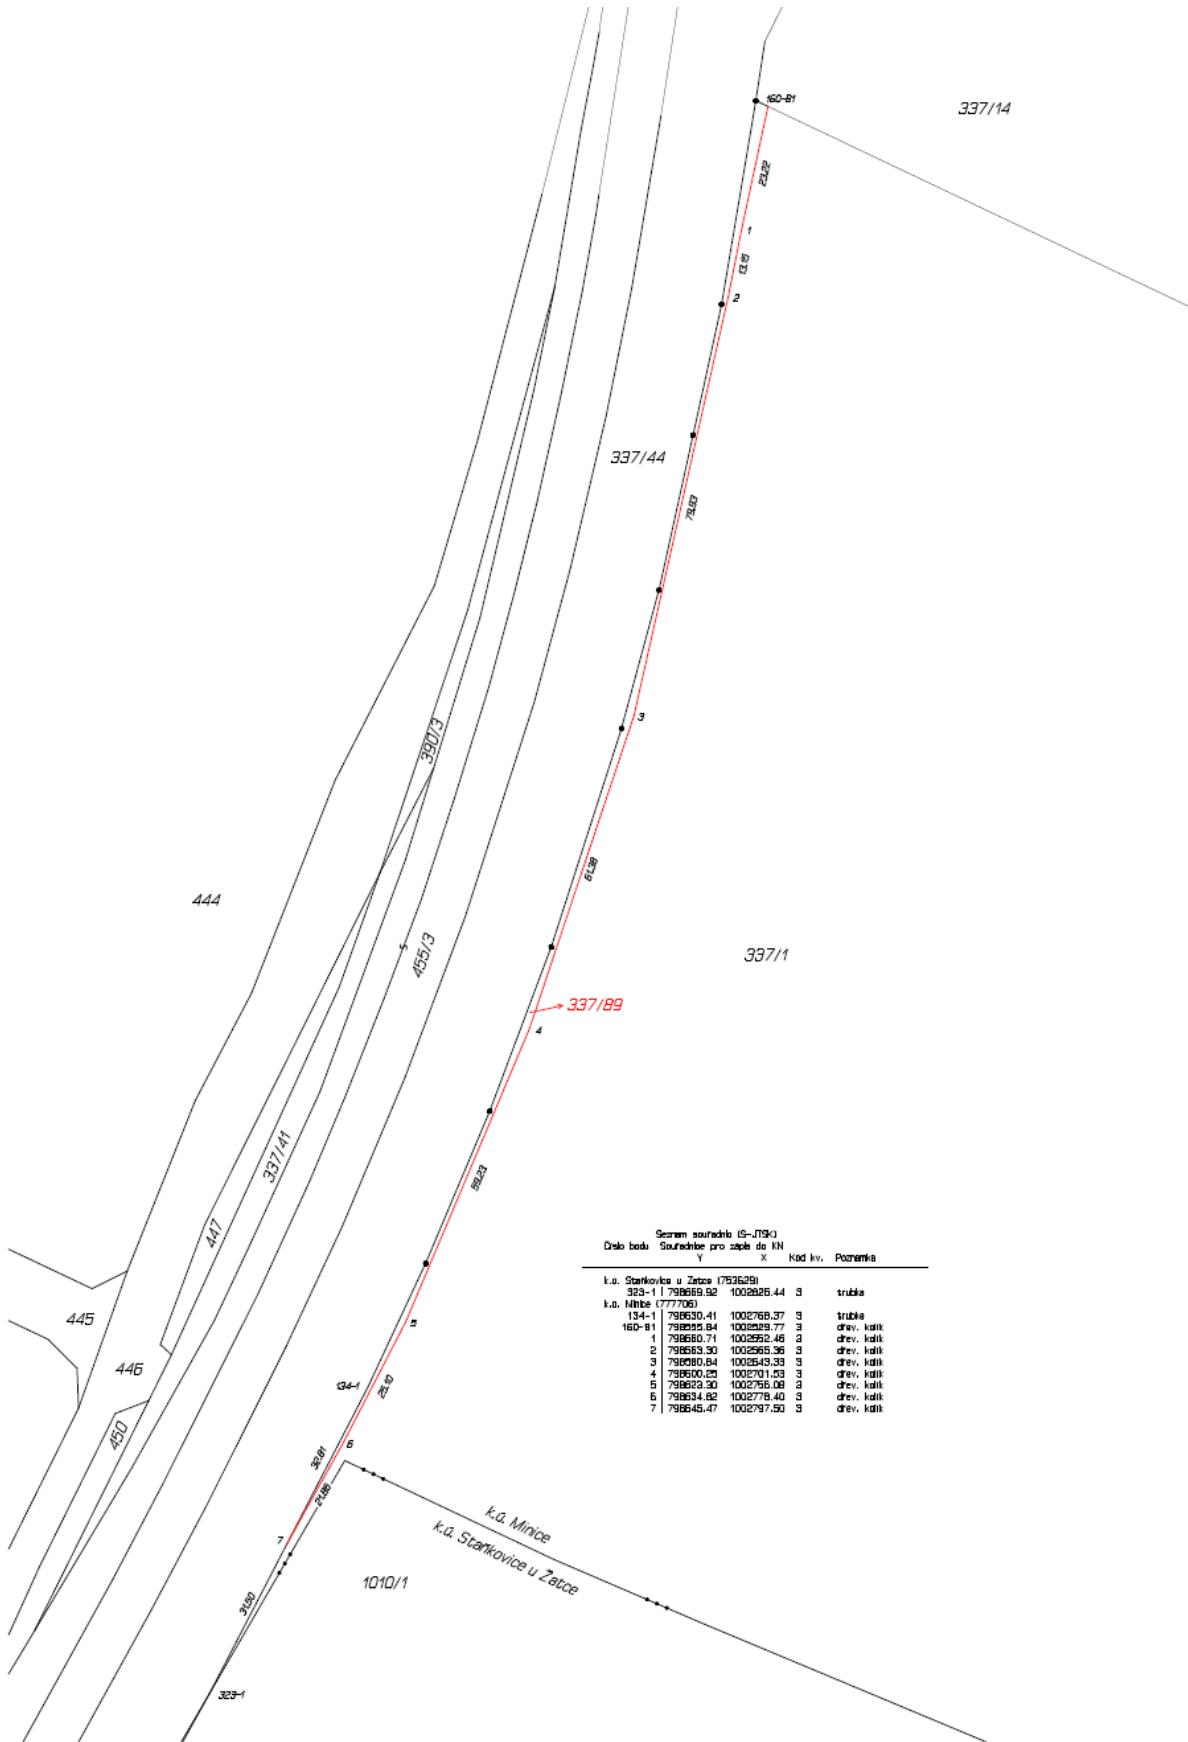 160-81
337/14
23.22
1
13.15
2
337/44
79.93
3
390/3
61.38
444
455/3
337/1
337/89
4
337/41
59.23
447
Seznam souřadnic (S-JTSK)
Číslo bodu Souřadnice pro zápis do KN
Y X Kód kv. Poznámka
k.ú. Staňkovice u Žatce (753629)
323-1 798659.92 1002826.44 3 trubka
k.ú. Minice (777706)
134-1 798630.41 1002768.37 3 trubka
160-81 798555.84 1002529.77 3 dřev. kolík
1 798560.71 1002552.46 3 dřev. kolík
2 798563.30 1002565.36 3 dřev. kolík
3 798580.84 1002643.33 3 dřev. kolík
4 798600.25 1002701.53 3 dřev. kolík
5 798623.30 1002756.08 3 dřev. kolík
6 798634.82 1002778.40 3 dřev. kolík
7 798645.47 1002797.50 3 dřev. kolík
445
5
446
134-1
25.10
450
6
32.81
21.86
k.ú. Minice
k.ú. Staňkovice u Žatce
7
1010/1
31.50
323-1